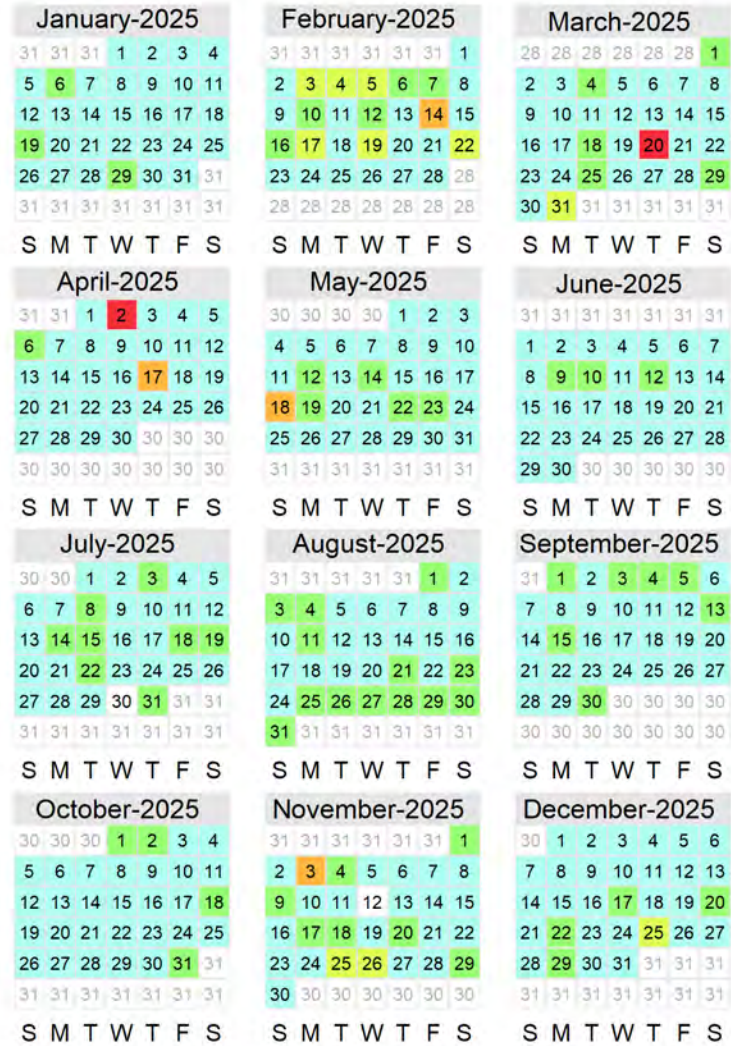 January-2025 February-2025 March-2025
31 31 31 1 2 3 4 31 31 31 31 31 31 1 28 28 28 28 28 28 1
5 6 7 8 9 10 11 2 3 4 5 6 7 8 2 3 4 5 6 7 8
12 13 14 15 16 17 18 9 10 11 12 13 14 15 9 10 11 12 13 14 15
19 20 21 22 23 24 25 16 17 18 19 20 21 22 16 17 18 19 20 21 22
26 27 28 29 30 31 31 23 24 25 26 27 28 28 23 24 25 26 27 28 29
31 31 31 31 31 31 31 28 28 28 28 28 28 28 30 31 31 31 31 31 31
S M T W T F S S M T W T F S S M T W T F S
April-2025 May-2025 June-2025
31 31 1 2 3 4 5 30 30 30 30 1 2 3 31 31 31 31 31 31 31
6 7 8 9 10 11 12 4 5 6 7 8 9 10 1 2 3 4 5 6 7
13 14 15 16 17 18 19 11 12 13 14 15 16 17 8 9 10 11 12 13 14
20 21 22 23 24 25 26 18 19 20 21 22 23 24 15 16 17 18 19 20 21
27 28 29 30 30 30 30 25 26 27 28 29 30 31 22 23 24 25 26 27 28
30 30 30 30 30 30 30 31 31 31 31 31 31 31 29 30 30 30 30 30 30
S M T W T F S S M T W T F S S M T W T F S
July-2025 August-2025 September-2025
30 30 1 2 3 4 5 31 31 31 31 31 1 2 31 1 2 3 4 5 6
6 7 8 9 10 11 12 3 4 5 6 7 8 9 7 8 9 10 11 12 13
13 14 15 16 17 18 19 10 11 12 13 14 15 16 14 15 16 17 18 19 20
20 21 22 23 24 25 26 17 18 19 20 21 22 23 21 22 23 24 25 26 27
27 28 29 30 31 31 31 24 25 26 27 28 29 30 28 29 30 30 30 30 30
31 31 31 31 31 31 31 31 31 31 31 31 31 31 30 30 30 30 30 30 30
S M T W T F S S M T W T F S S M T W T F S
October-2025 November-2025 December-2025
30 30 30 1 2 3 4 31 31 31 31 31 31 1 30 1 2 3 4 5 6
5 6 7 8 9 10 11 2 3 4 5 6 7 8 7 8 9 10 11 12 13
12 13 14 15 16 17 18 9 10 11 12 13 14 15 14 15 16 17 18 19 20
19 20 21 22 23 24 25 16 17 18 19 20 21 22 21 22 23 24 25 26 27
26 27 28 29 30 31 31 23 24 25 26 27 28 29 28 29 30 31 31 31 31
31 31 31 31 31 31 31 30 30 30 30 30 30 30 31 31 31 31 31 31 31
S M T W T F S S M T W T F S S M T W T F S